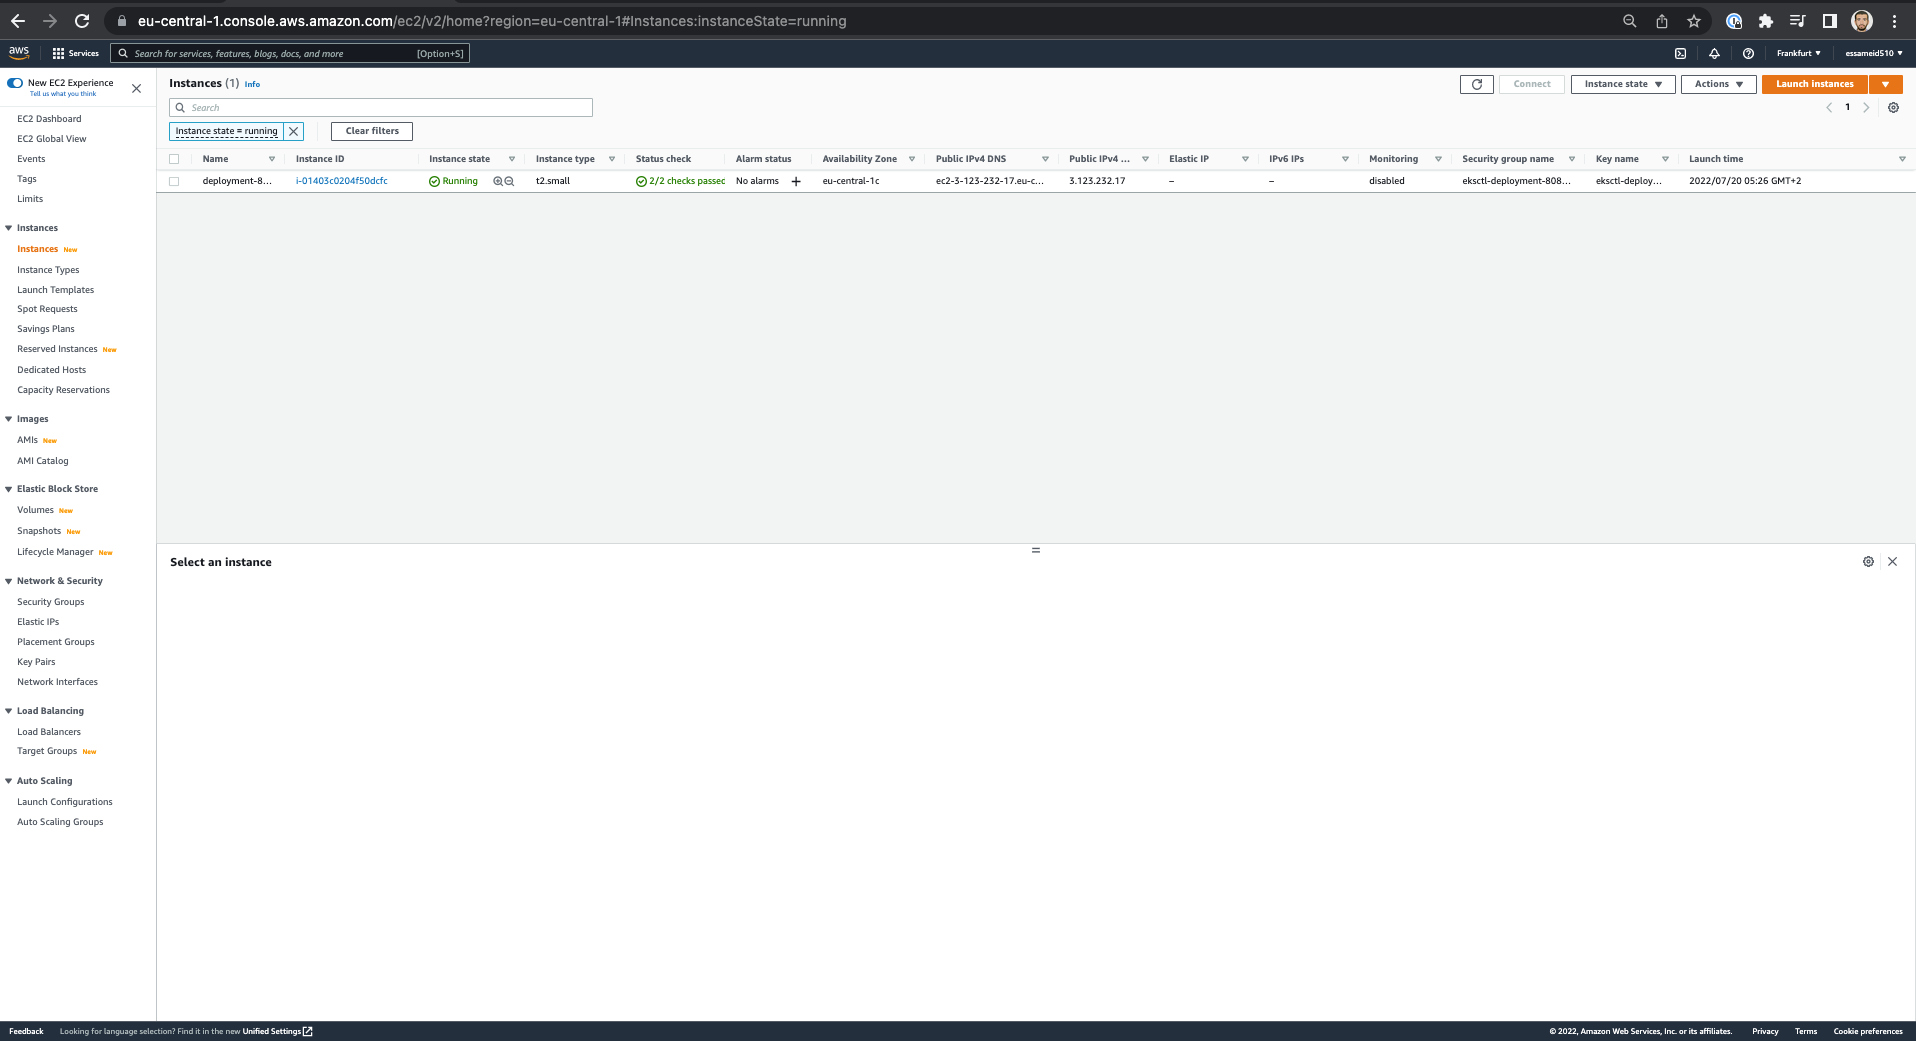 eu-central-1.console.aws.amazon.com/ec2/v2/home?region=eu-central-1#Instances:instanceState=running
aws Services Search for services, features, blogs, docs, and more [Option+S] Frankfurt ▼ essameid510 ▼
New EC2 Experience
Tell us what you think
EC2 Dashboard
EC2 Global View
Events
Tags
Limits
Instances
Instances New
Instance Types
Launch Templates
Spot Requests
Savings Plans
Reserved Instances New
Dedicated Hosts
Capacity Reservations
Images
AMIs New
AMI Catalog
Elastic Block Store
Volumes New
Snapshots New
Lifecycle Manager New
Network & Security
Security Groups
Elastic IPs
Placement Groups
Key Pairs
Network Interfaces
Load Balancing
Load Balancers
Target Groups New
Auto Scaling
Launch Configurations
Auto Scaling Groups
Instances (1) Info
Connect Instance state Actions Launch instances
Search
1
Instance state = running Clear filters
Name Instance ID Instance state Instance type Status check Alarm status Availability Zone Public IPv4 DNS Public IPv4 ... Elastic IP IPv6 IPs Monitoring Security group name Key name Launch time
deployment-8... i-01403c0204f50dcfc Running t2.small 2/2 checks passed No alarms + eu-central-1c ec2-3-123-232-17.eu-c... 3.123.232.17 – – disabled eksctl-deployment-808... eksctl-deploy... 2022/07/20 05:26 GMT+2
Select an instance
Feedback Looking for language selection? Find it in the new Unified Settings © 2022, Amazon Web Services, Inc. or its affiliates. Privacy Terms Cookie preferences